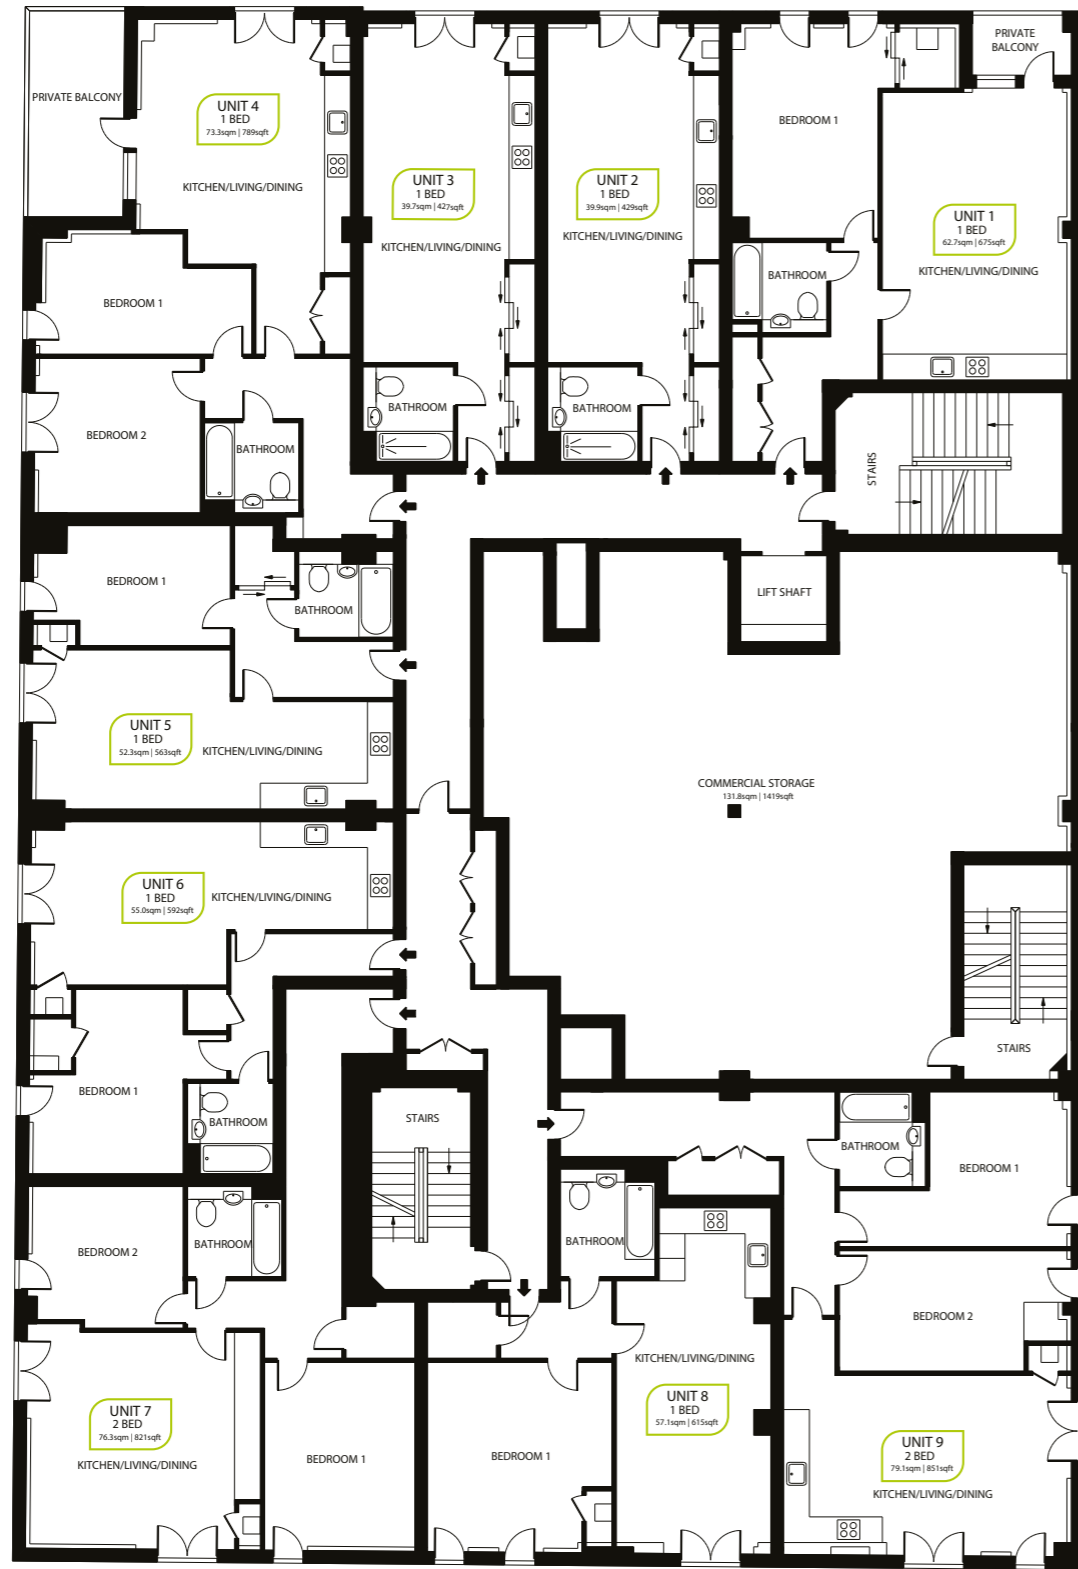 PRIVATE BALCONY
UNIT 4
1 BED
73.3sqm | 789sqft
KITCHEN/LIVING/DINING
BEDROOM 1
BEDROOM 2
BATHROOM
UNIT 3
1 BED
39.7sqm | 427sqft
KITCHEN/LIVING/DINING
BATHROOM
UNIT 2
1 BED
39.9sqm | 429sqft
KITCHEN/LIVING/DINING
BATHROOM
BEDROOM 1
PRIVATE
BALCONY
UNIT 1
1 BED
62.7sqm | 675sqft
KITCHEN/LIVING/DINING
BATHROOM
STAIRS
LIFT SHAFT
BEDROOM 1
BATHROOM
UNIT 5
1 BED
52.3sqm | 563sqft
KITCHEN/LIVING/DINING
COMMERCIAL STORAGE
131.8sqm | 1419sqft
UNIT 6
1 BED
55.0sqm | 592sqft
KITCHEN/LIVING/DINING
BEDROOM 1
BATHROOM
STAIRS
STAIRS
BEDROOM 2
BATHROOM
UNIT 7
2 BED
76.3sqm | 821sqft
KITCHEN/LIVING/DINING
BEDROOM 1
BATHROOM
KITCHEN/LIVING/DINING
UNIT 8
1 BED
57.1sqm | 615sqft
BEDROOM 1
BATHROOM
BEDROOM 1
BEDROOM 2
UNIT 9
2 BED
79.1sqm | 851sqft
KITCHEN/LIVING/DINING